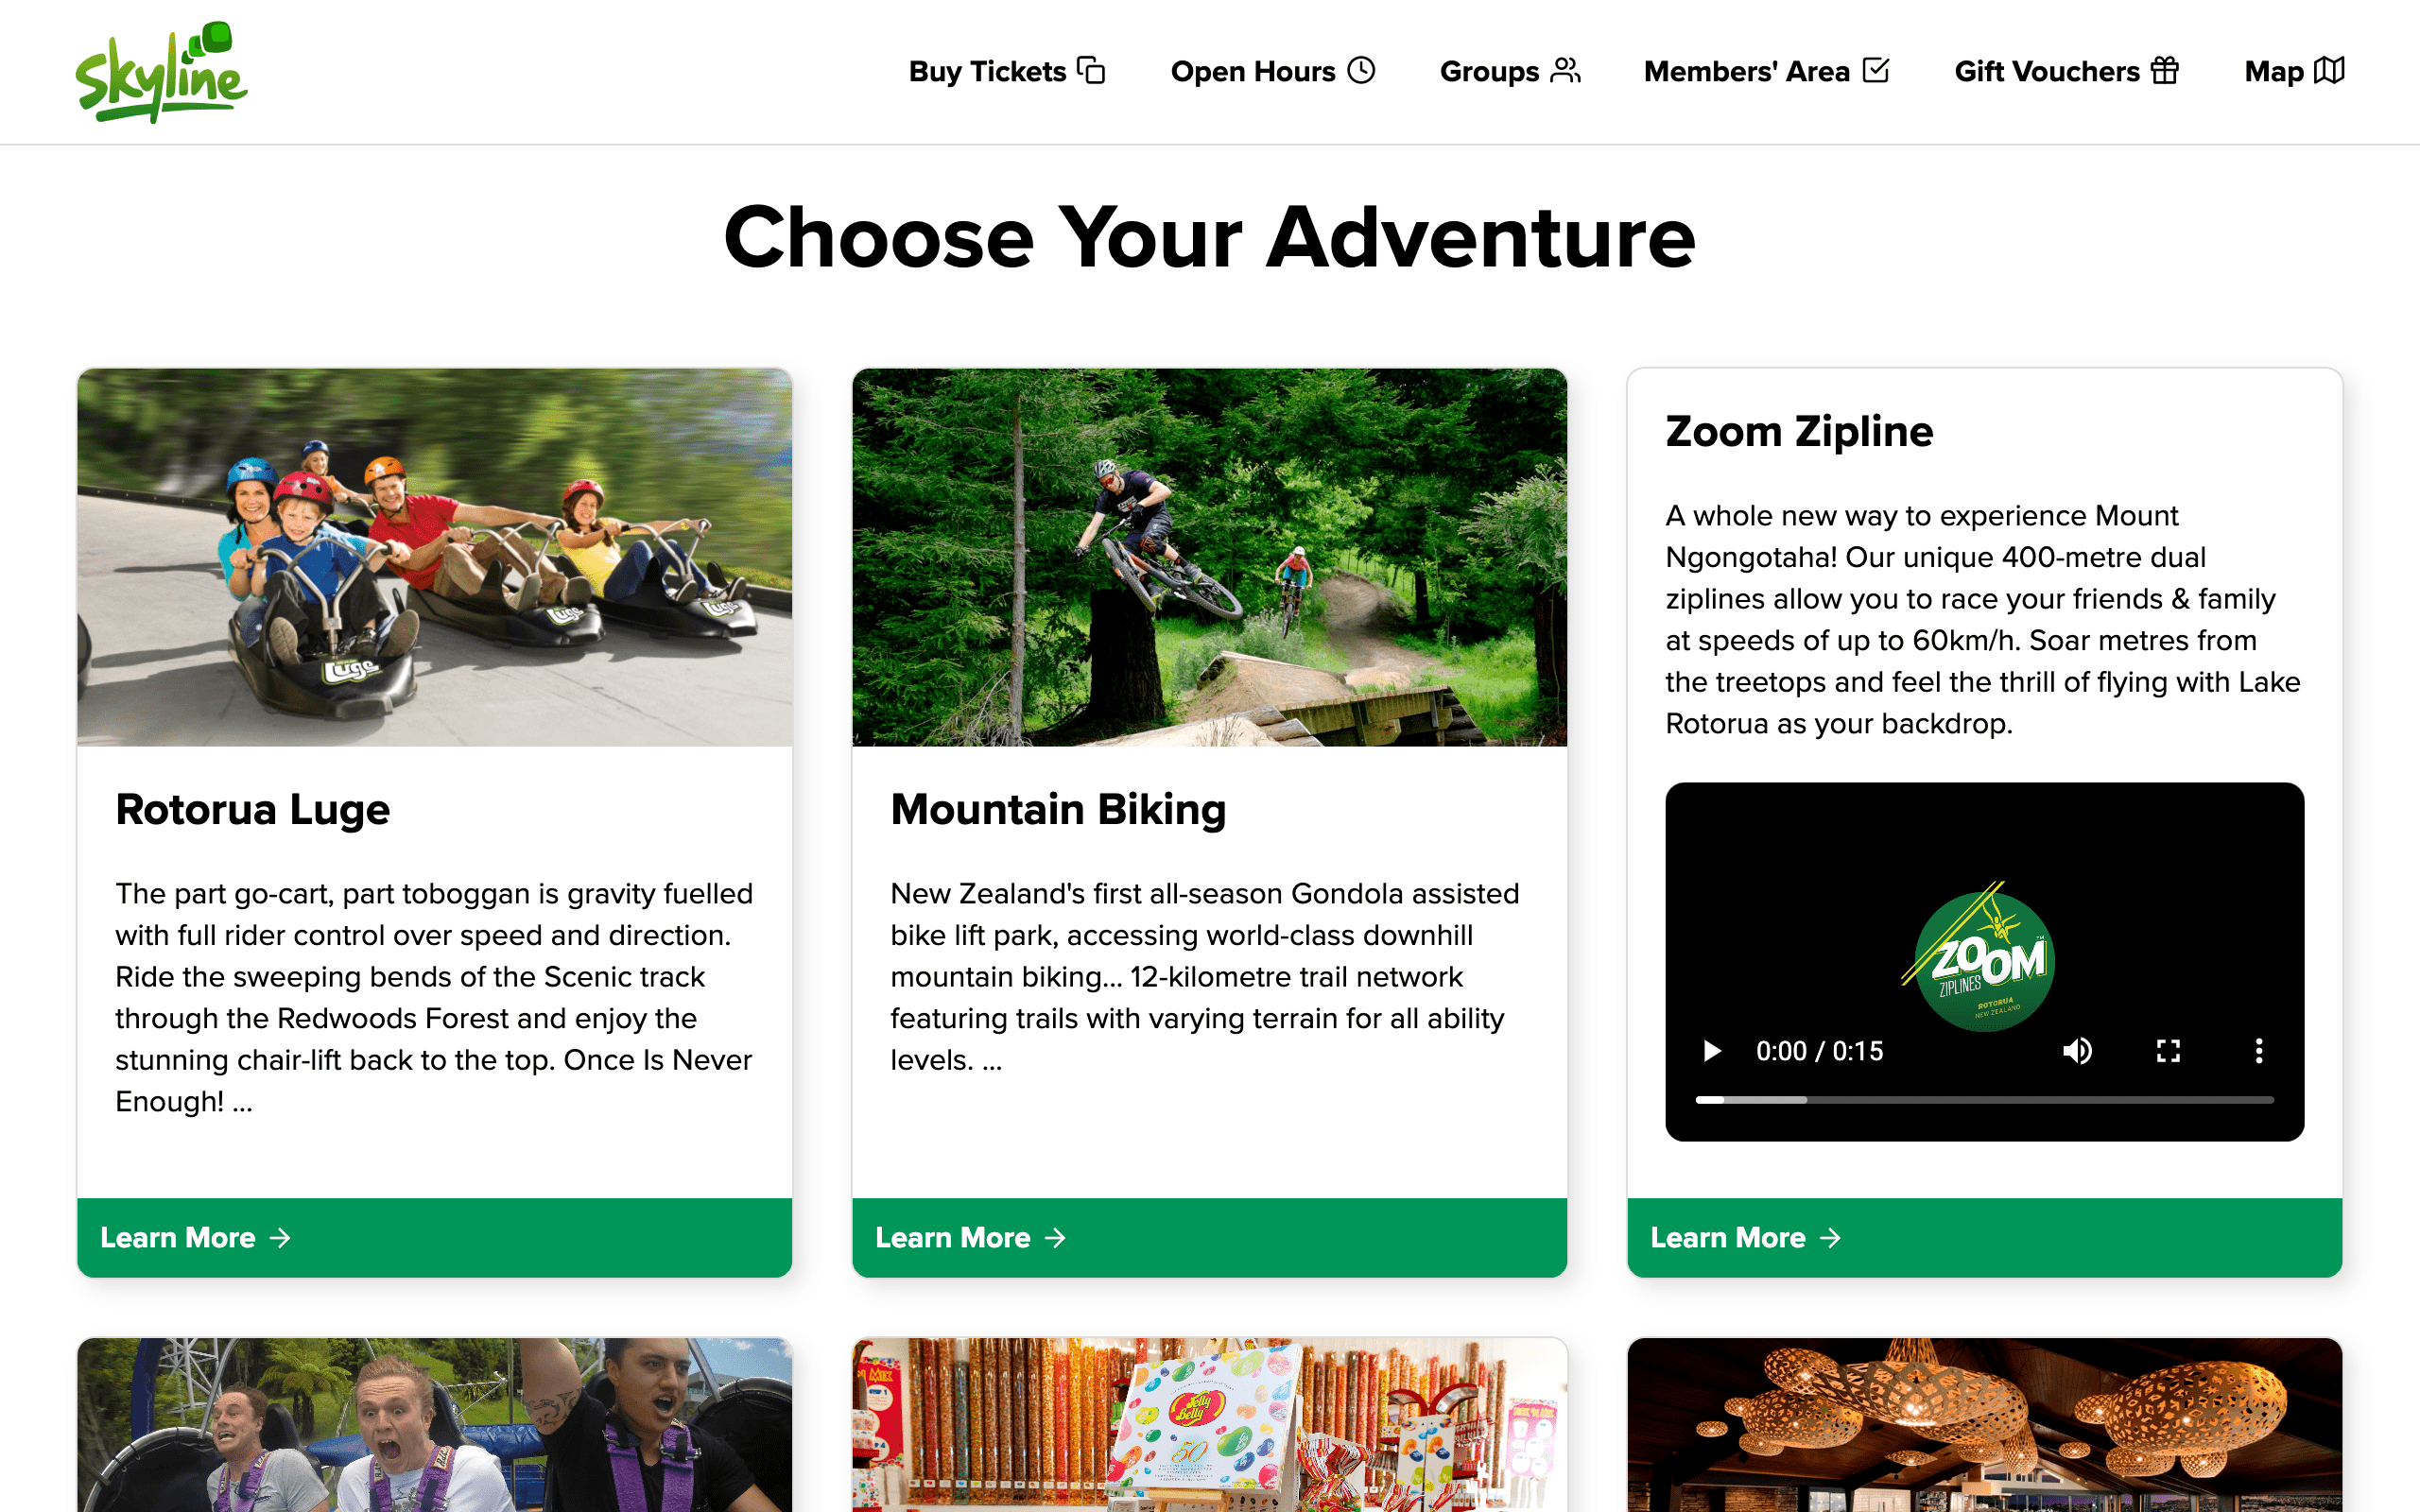 skyline
Buy Tickets
Open Hours
Groups
Members' Area
Gift Vouchers
Map
Choose Your Adventure
Luge
Luge
Luge
Rotorua Luge
The part go-cart, part toboggan is gravity fuelled
with full rider control over speed and direction.
Ride the sweeping bends of the Scenic track
through the Redwoods Forest and enjoy the
stunning chair-lift back to the top. Once Is Never
Enough! ...
Learn More →
Mountain Biking
New Zealand's first all-season Gondola assisted
bike lift park, accessing world-class downhill
mountain biking... 12-kilometre trail network
featuring trails with varying terrain for all ability
levels. ...
Learn More →
Zoom Zipline
A whole new way to experience Mount
Ngongotaha! Our unique 400-metre dual
ziplines allow you to race your friends & family
at speeds of up to 60km/h. Soar metres from
the treetops and feel the thrill of flying with Lake
Rotorua as your backdrop.
ZOOM™
ZIPLINES
ROTORUA
NEW ZEALAND
0:00 / 0:15
Learn More →
Jelly
Belly
50